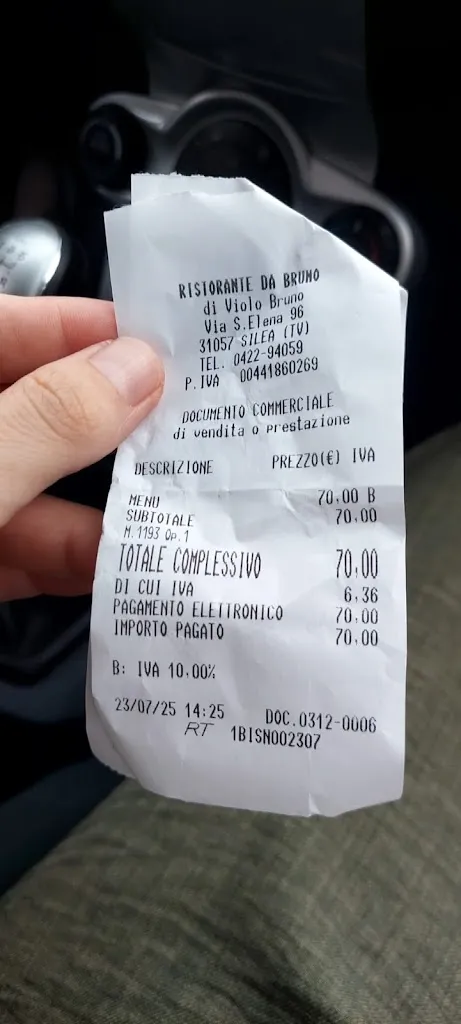 RISTORANTE DA BRUNO
di Violo Bruno
Via S.Elena 96
31057 SILEA (TV)
TEL. 0422-94059
P.IVA 00441860269
DOCUMENTO COMMERCIALE
di vendita o prestazione
DESCRIZIONE PREZZO(€) IVA
MENU 70,00 B
SUBTOTALE 70,00
M.1193 Op.1
TOTALE COMPLESSIVO 70,00
DI CUI IVA 6,36
PAGAMENTO ELETTRONICO 70,00
IMPORTO PAGATO 70,00
B: IVA 10,00%
23/07/25 14:25 DOC.0312-0006
RT 1BISN002307